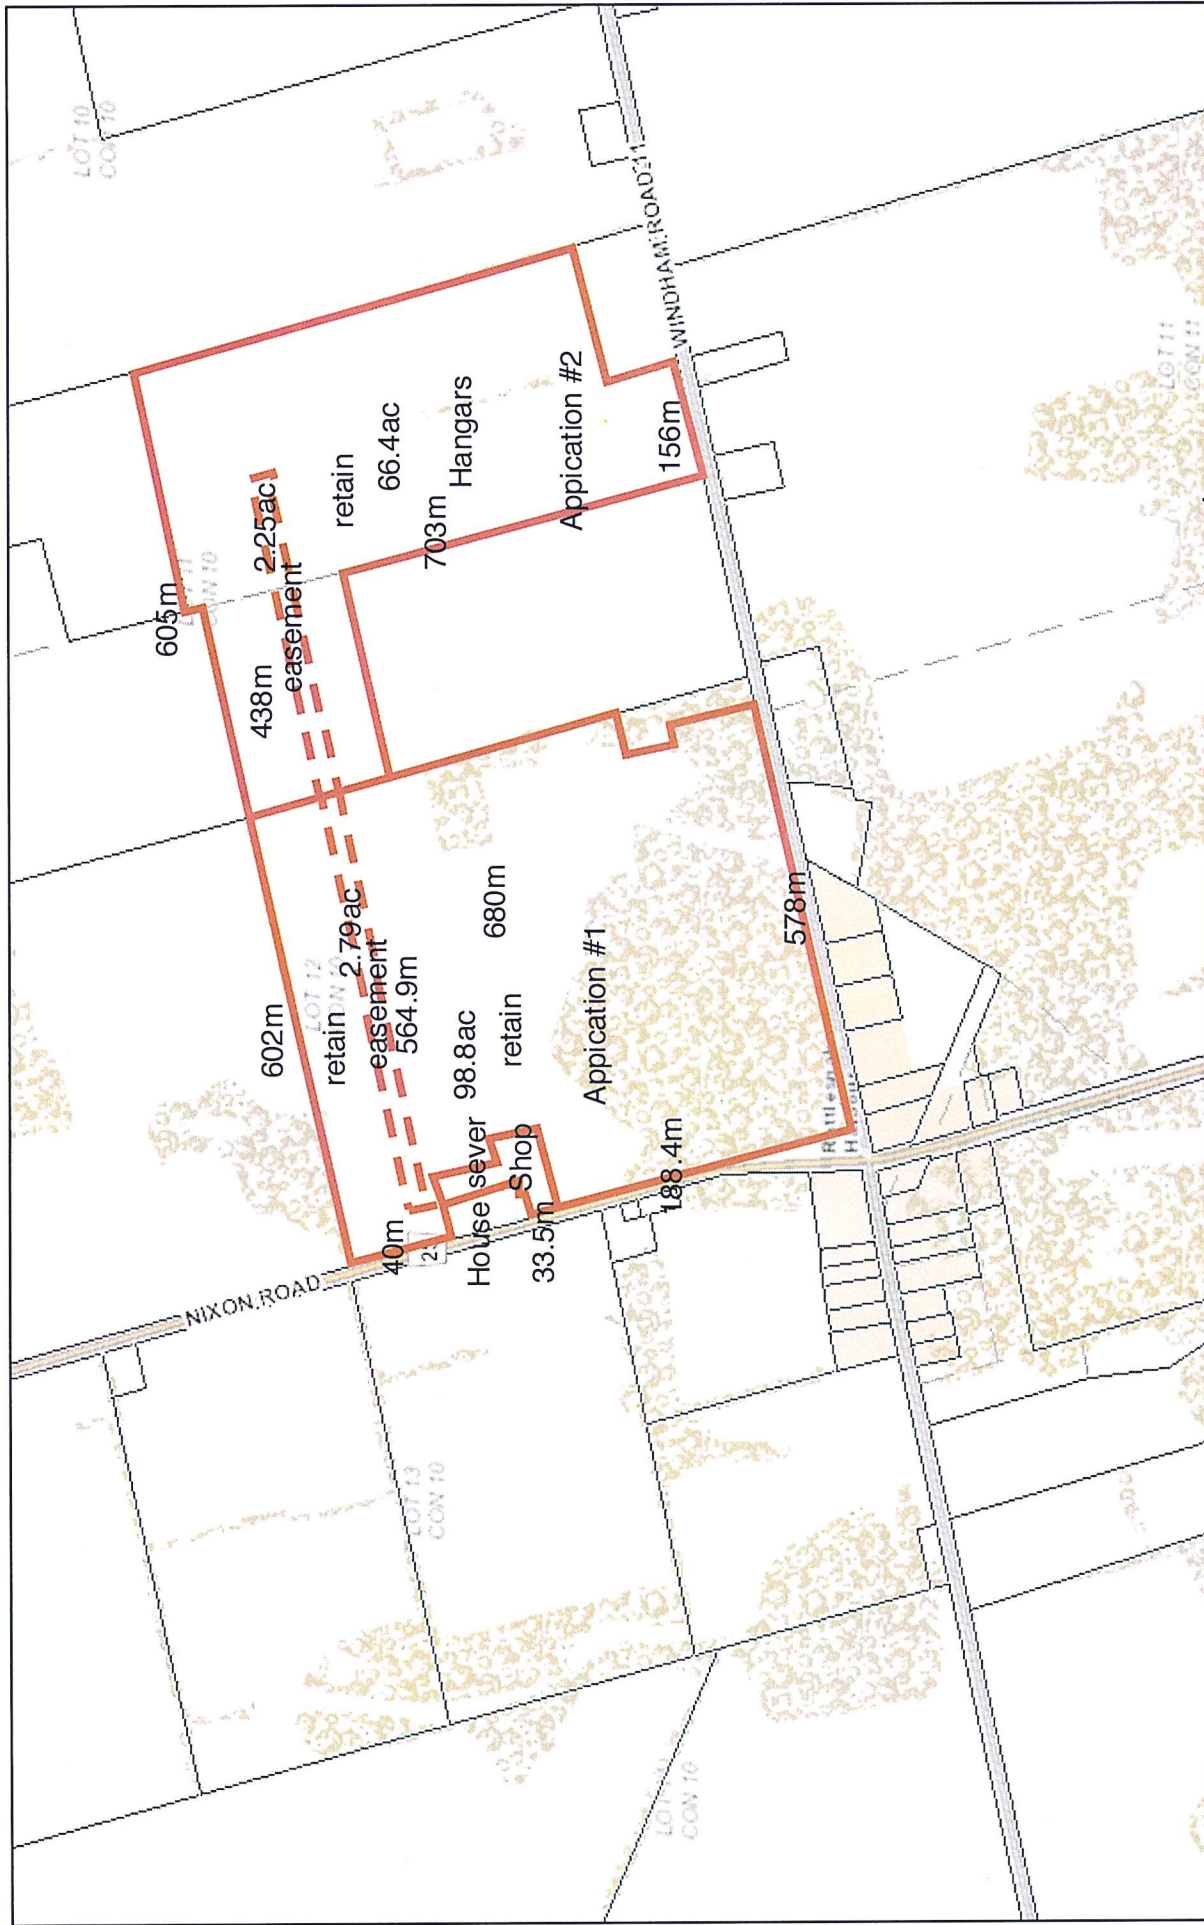 LOT 10
CON 10
WINDHAM ROAD 11
LOT 11
CON 11
CON 10
605m
438m
easement
2.25ac
retain
66.4ac
703m
Hangars
Appication #2
156m
602m
LOT 12
retain
2.79ac
easement
564.9m
98.8ac
retain
680m
Appication #1
578m
40m
House
sever
Shop
33.5m
188.4m
NIXON ROAD
LOT 13
CON 10
CON 10